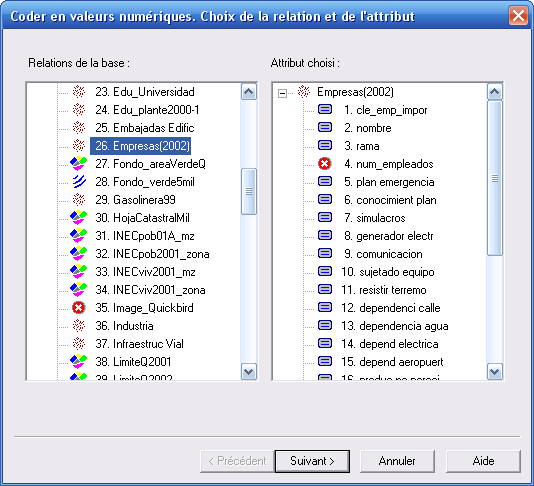 Coder en valeurs numériques. Choix de la relation et de l'attribut
Relations de la base :
23. Edu_Universidad
24. Edu_plante2000-1
25. Embajadas Edific
26. Empresas(2002)
27. Fondo_areaVerdeQ
28. Fondo_verde5mil
29. Gasolinera99
30. HojaCatastralMil
31. INECpob01A_mz
32. INECpob2001_zona
33. INECviv2001_mz
34. INECviv2001_zona
35. Image_Quickbird
36. Industria
37. Infraestruc Vial
38. LimiteQ2001
39. LimiteQ2002
Attribut choisi :
Empresas(2002)
1. cle_emp_impor
2. nombre
3. rama
4. num_empleados
5. plan emergencia
6. conocimient plan
7. simulacros
8. generador electr
9. comunicacion
10. sujetado equipo
11. resistir terremo
12. dependenci calle
13. dependencia agua
14. depend electrica
15. depend aeropuert
< Précédent
Suivant >
Annuler
Aide